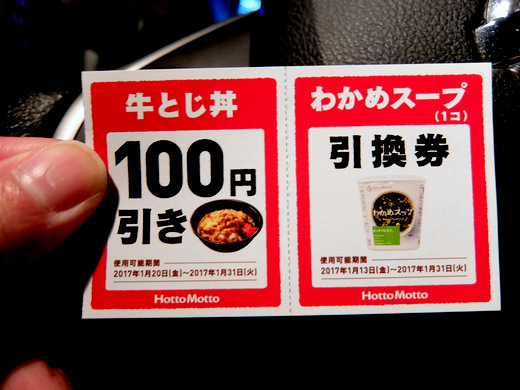 牛とじ丼
100円
引き
使用可能期間
2017年1月20日(金)～2017年1月31日(火)
HottoMotto
わかめスープ
(1コ)
引換券
わかめスープ
使用可能期間
2017年1月13日(金)～2017年1月31日(火)
HottoMotto